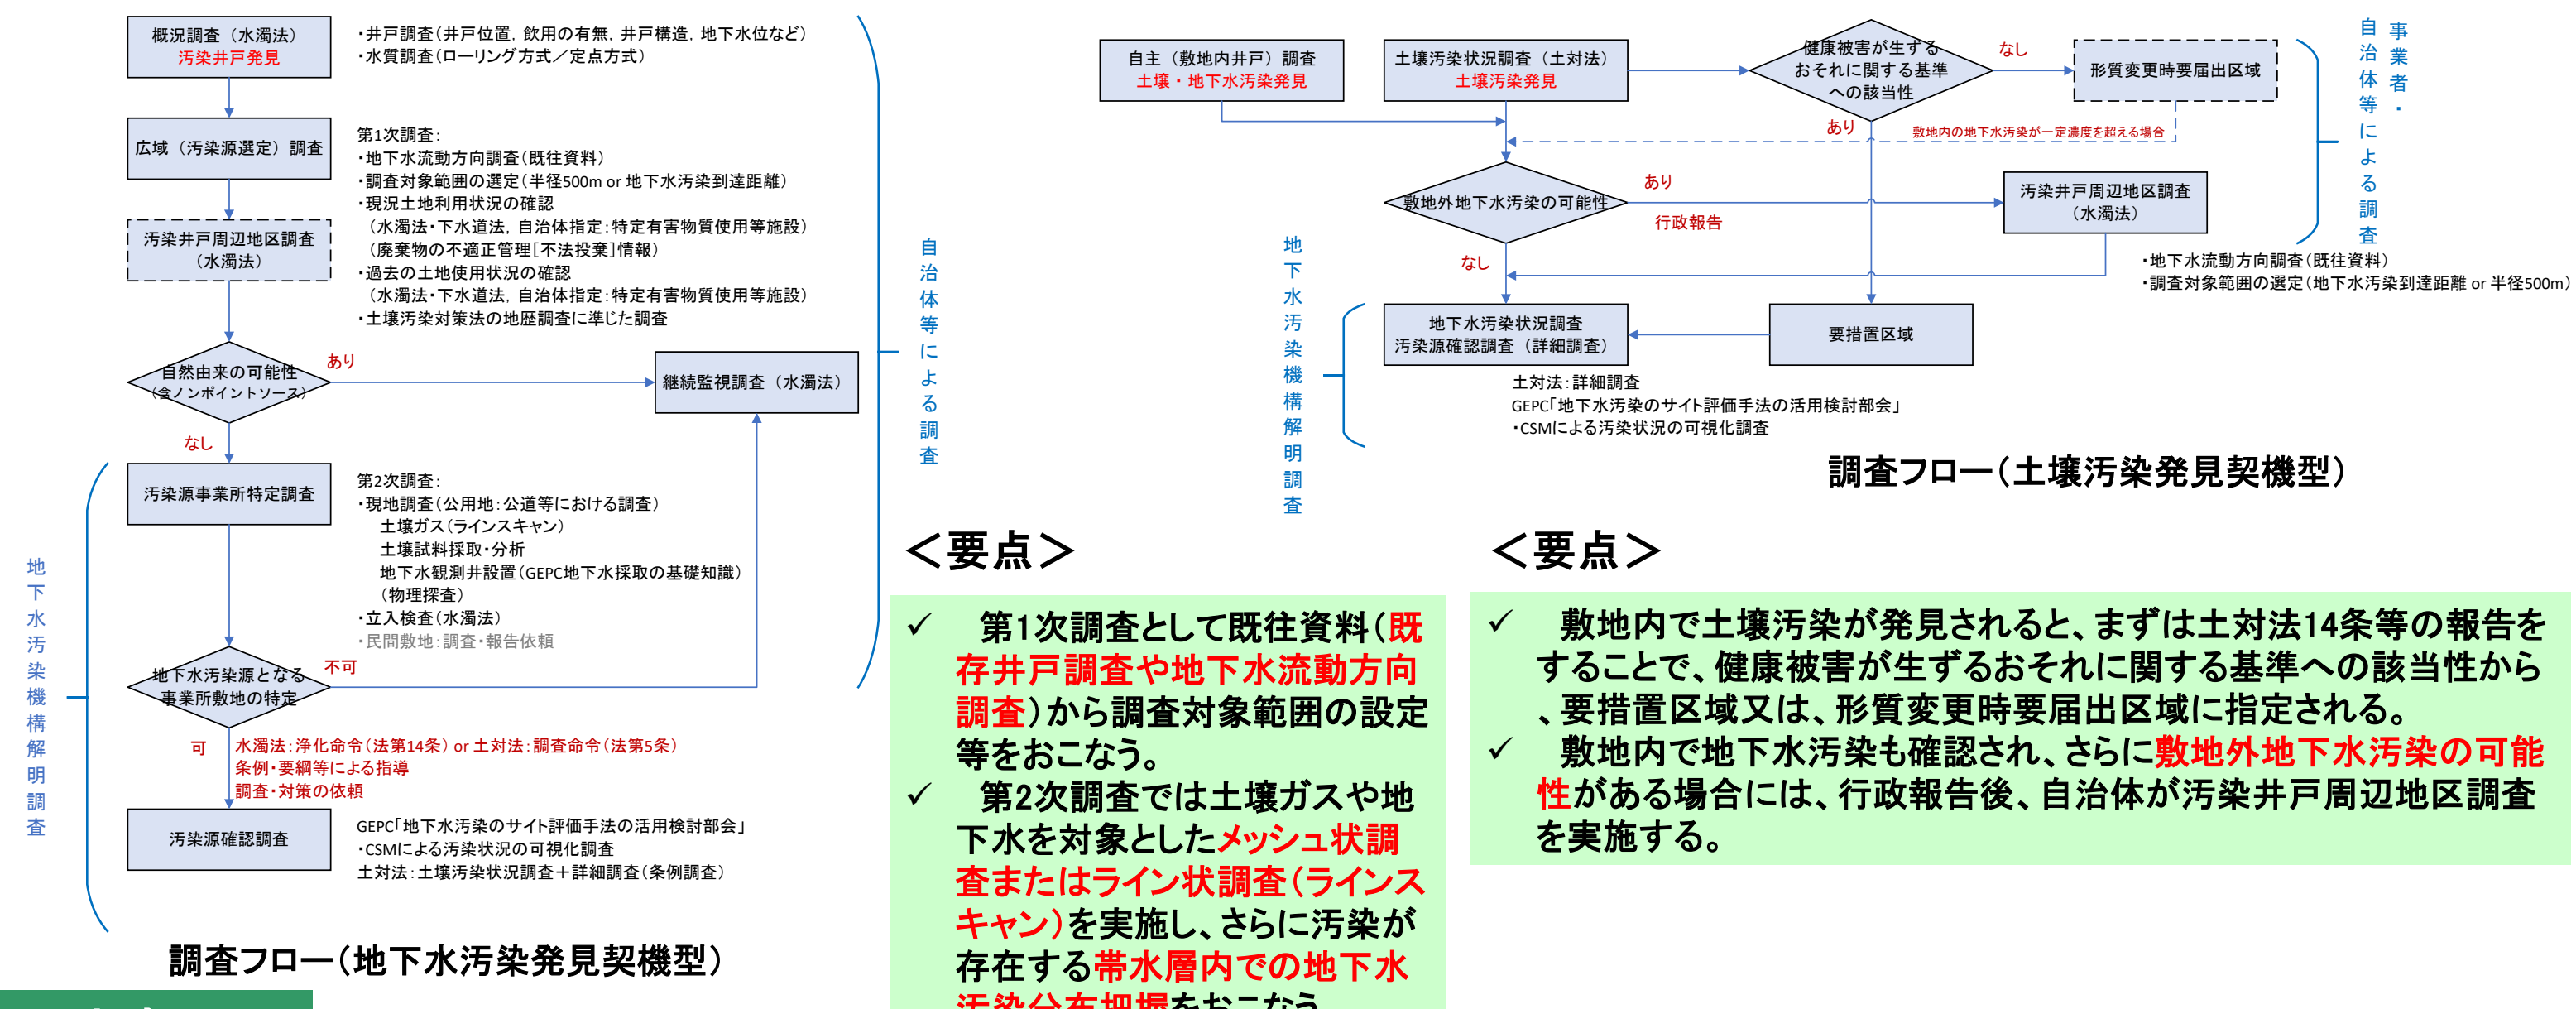 概況調査（水濁法）
汚染井戸発見
・井戸調査（井戸位置，飲用の有無，井戸構造，地下水位など）
・水質調査（ローリング方式／定点方式）
広域（汚染源選定）調査
第1次調査：
・地下水流動方向調査（既往資料）
・調査対象範囲の選定（半径500m or 地下水汚染到達距離）
・現況土地利用状況の確認
（水濁法・下水道法，自治体指定：特定有害物質使用等施設）
（廃棄物の不適正管理［不法投棄］情報）
・過去の土地使用状況の確認
（水濁法・下水道法，自治体指定：特定有害物質使用等施設）
・土壌汚染対策法の地歴調査に準じた調査
汚染井戸周辺地区調査
（水濁法）
自然由来の可能性
（含ノンポイントソース）
あり
なし
継続監視調査（水濁法）
自治体等による調査
汚染源事業所特定調査
第2次調査：
・現地調査（公用地：公道等における調査）
土壌ガス（ラインスキャン）
土壌試料採取・分析
地下水観測井設置（GEPC地下水採取の基礎知識）
（物理探査）
・立入検査（水濁法）
・民間敷地：調査・報告依頼
地下水汚染源となる
事業所敷地の特定
不可
可
水濁法：浄化命令（法第14条） or 土対法：調査命令（法第5条）
条例・要綱等による指導
調査・対策の依頼
汚染源確認調査
GEPC「地下水汚染のサイト評価手法の活用検討部会」
・CSMによる汚染状況の可視化調査
土対法：土壌汚染状況調査＋詳細調査（条例調査）
地下水汚染機構解明調査
調査フロー（地下水汚染発見契機型）
自主（敷地内井戸）調査
土壌・地下水汚染発見
土壌汚染状況調査（土対法）
土壌汚染発見
健康被害が生ずる
おそれに関する基準
への該当性
なし
あり
形質変更時要届出区域
敷地内の地下水汚染が一定濃度を超える場合
事業者・
自治体等による調査
敷地外地下水汚染の可能性
あり
行政報告
なし
汚染井戸周辺地区調査
（水濁法）
・地下水流動方向調査（既往資料）
・調査対象範囲の選定（地下水汚染到達距離 or 半径500m）
地下水汚染状況調査
汚染源確認調査（詳細調査）
要措置区域
土対法：詳細調査
GEPC「地下水汚染のサイト評価手法の活用検討部会」
・CSMによる汚染状況の可視化調査
地下水汚染機構解明調査
調査フロー（土壌汚染発見契機型）
＜要点＞
✓ 第1次調査として既往資料（既
存井戸調査や地下水流動方向
調査）から調査対象範囲の設定
等をおこなう。
✓ 第2次調査では土壌ガスや地
下水を対象としたメッシュ状調
査またはライン状調査（ラインス
キャン）を実施し、さらに汚染が
存在する帯水層内での地下水
汚染分布把握をおこなう
＜要点＞
✓ 敷地内で土壌汚染が発見されると、まずは土対法14条等の報告を
することで、健康被害が生ずるおそれに関する基準への該当性から
、要措置区域又は、形質変更時要届出区域に指定される。
✓ 敷地内で地下水汚染も確認され、さらに敷地外地下水汚染の可能
性がある場合には、行政報告後、自治体が汚染井戸周辺地区調査
を実施する。